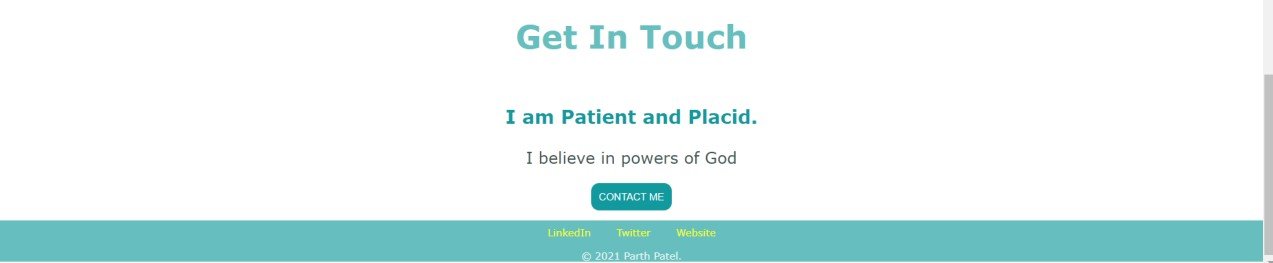 Get In Touch
I am Patient and Placid.
I believe in powers of God
CONTACT ME
LinkedIn Twitter Website
© 2021 Parth Patel.